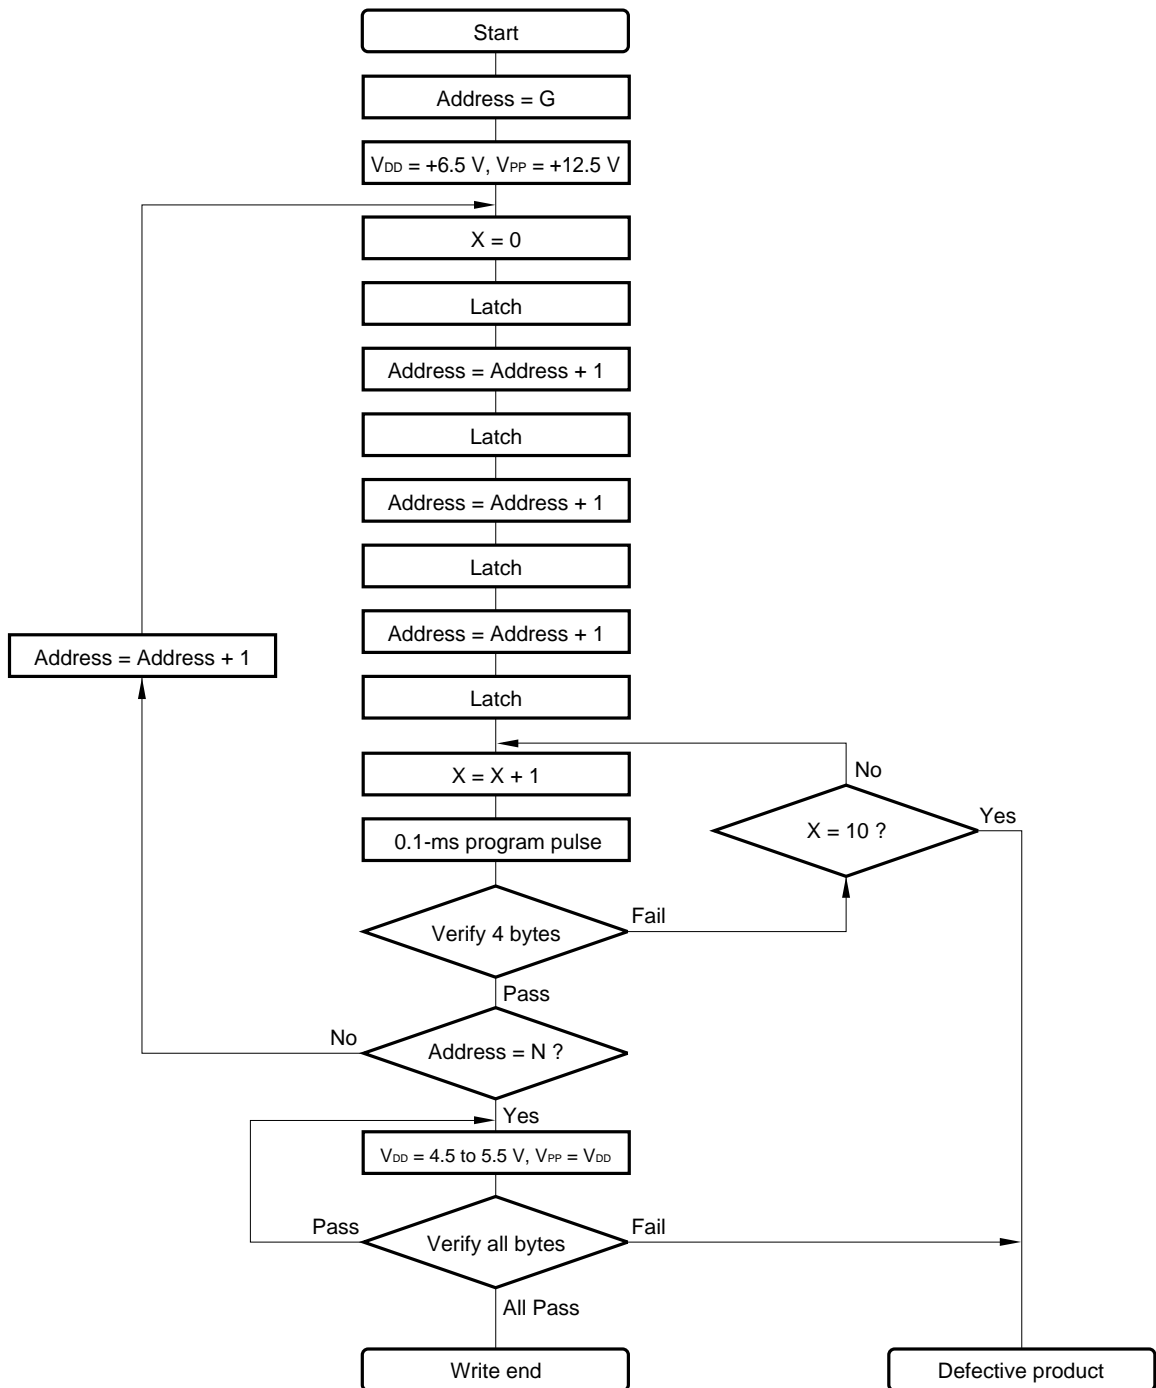 Start
Address = G
VDD = +6.5 V, VPP = +12.5 V
X = 0
Latch
Address = Address + 1
Latch
Address = Address + 1
Latch
Address = Address + 1
Address = Address + 1
Latch
X = X + 1
No
X = 10 ?
Yes
0.1-ms program pulse
Verify 4 bytes
Fail
Pass
No
Address = N ?
Yes
VDD = 4.5 to 5.5 V, VPP = VDD
Pass
Verify all bytes
Fail
All Pass
Write end
Defective product